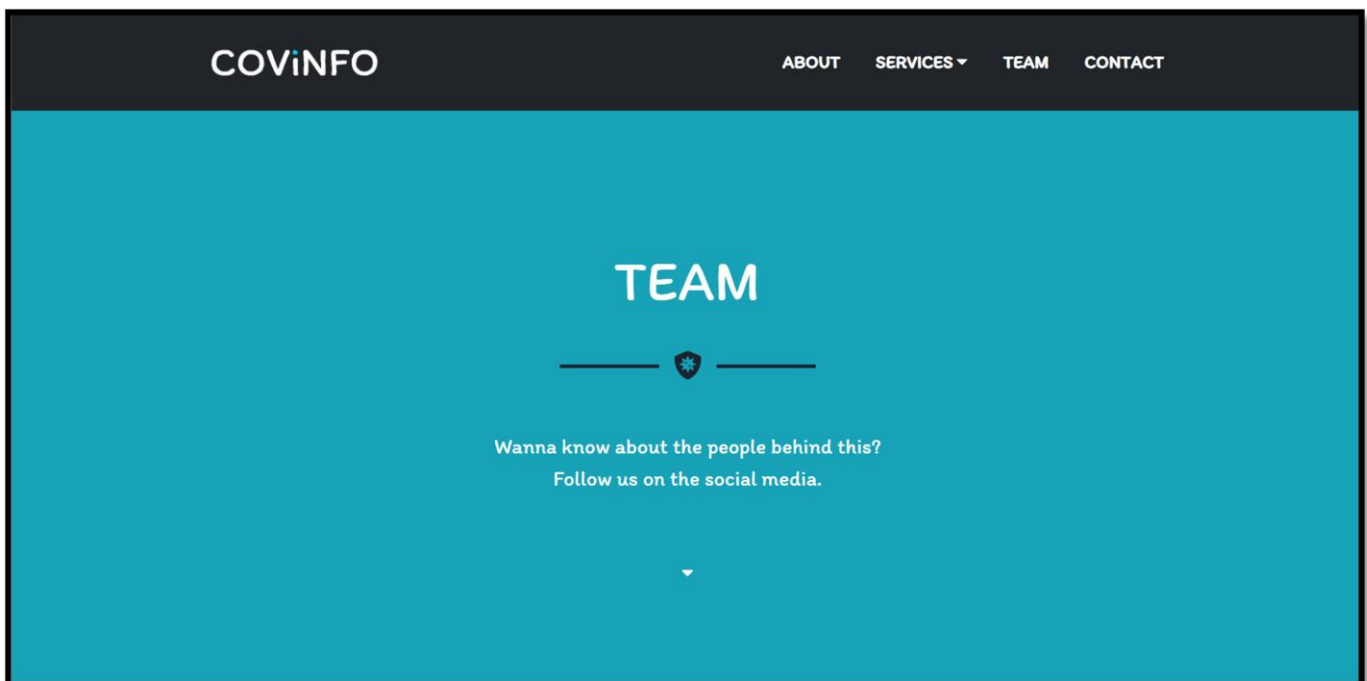 COViNFO
ABOUT SERVICES TEAM CONTACT
TEAM
Wanna know about the people behind this?
Follow us on the social media.